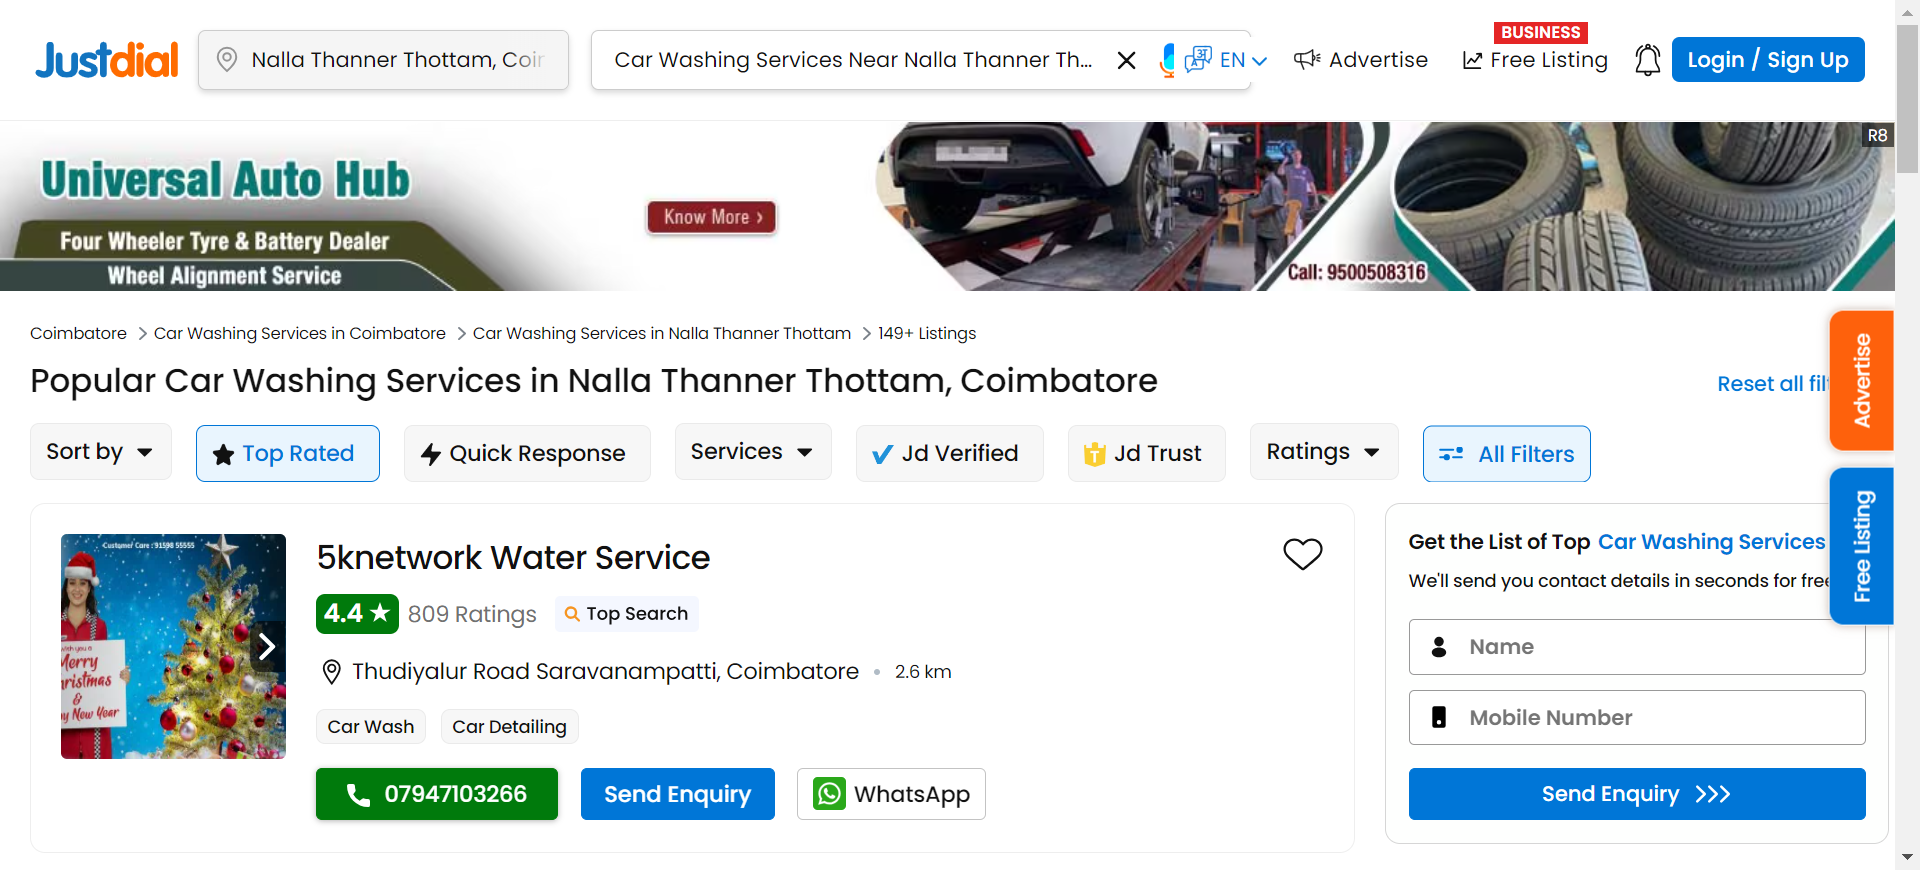 Justdial
Nalla Thanner Thottam, Coim
Car Washing Services Near Nalla Thanner Th...
EN
Advertise
BUSINESS
Free Listing
Login / Sign Up
Universal Auto Hub
Four Wheeler Tyre & Battery Dealer
Wheel Alignment Service
Know More ›
Call: 9500508316
R8
Coimbatore > Car Washing Services in Coimbatore > Car Washing Services in Nalla Thanner Thottam > 149+ Listings
Popular Car Washing Services in Nalla Thanner Thottam, Coimbatore
Reset all filt
Sort by
Top Rated
Quick Response
Services
Jd Verified
Jd Trust
Ratings
All Filters
Advertise
Free Listing
Customer Care : 91598 55555
Merry
Christmas
&
New Year
5knetwork Water Service
4.4 ★ 809 Ratings Top Search
Thudiyalur Road Saravanampatti, Coimbatore • 2.6 km
Car Wash
Car Detailing
07947103266
Send Enquiry
WhatsApp
Get the List of Top Car Washing Services
We'll send you contact details in seconds for free
Name
Mobile Number
Send Enquiry >>>